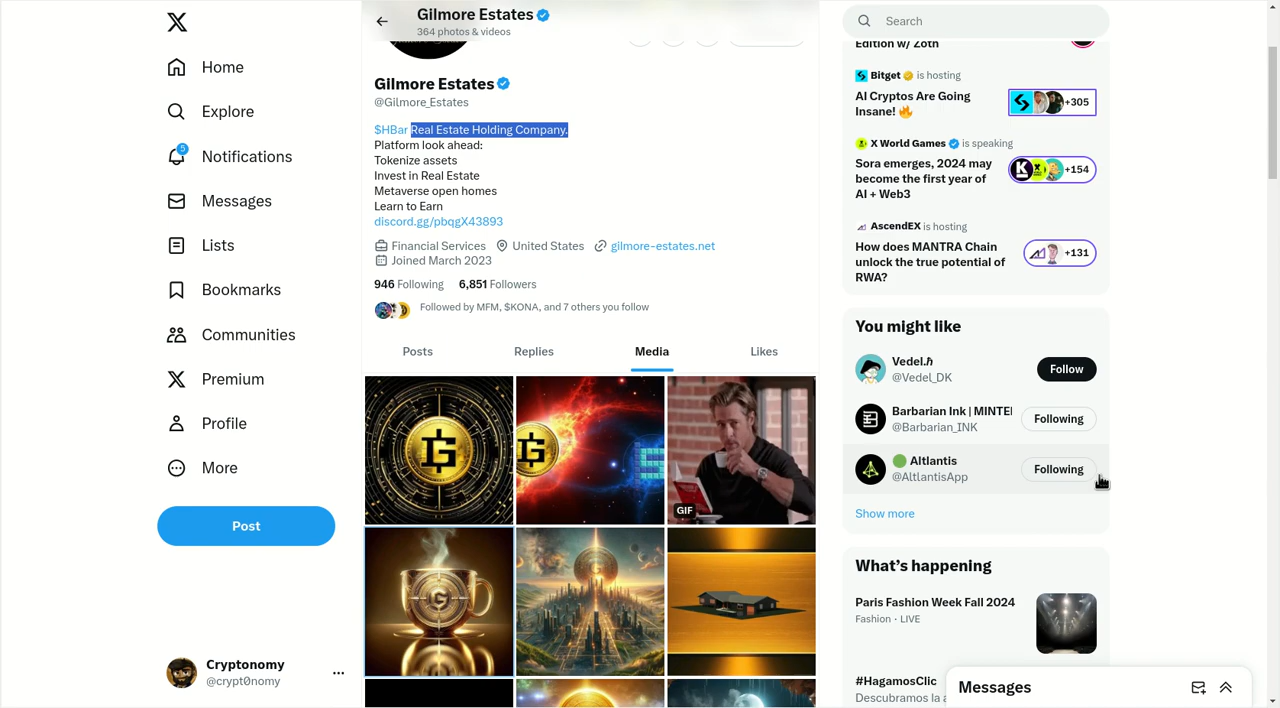 Home
Explore
5
Notifications
Messages
Lists
Bookmarks
Communities
Premium
Profile
More
Post
Cryptonomy
@crypt0nomy
Gilmore Estates
364 photos & videos
Gilmore Estates
@Gilmore_Estates
$HBar Real Estate Holding Company.
Platform look ahead:
Tokenize assets
Invest in Real Estate
Metaverse open homes
Learn to Earn
discord.gg/pbqgX43893
Financial Services United States gilmore-estates.net
Joined March 2023
946 Following 6,851 Followers
Followed by MFM, $KONA, and 7 others you follow
Posts Replies Media Likes
GIF
Search
Edition w/ Zoth
Bitget is hosting
AI Cryptos Are Going
Insane! 🔥
+305
X World Games is speaking
Sora emerges, 2024 may
become the first year of
AI + Web3
+154
AscendEX is hosting
How does MANTRA Chain
unlock the true potential of
RWA?
+131
You might like
Vedel.ℏ
@Vedel_DK
Follow
Barbarian Ink | MINTE
@Barbarian_INK
Following
Altlantis
@AltlantisApp
Following
Show more
What's happening
Paris Fashion Week Fall 2024
Fashion · LIVE
#HagamosClic
Descubramos la
Messages